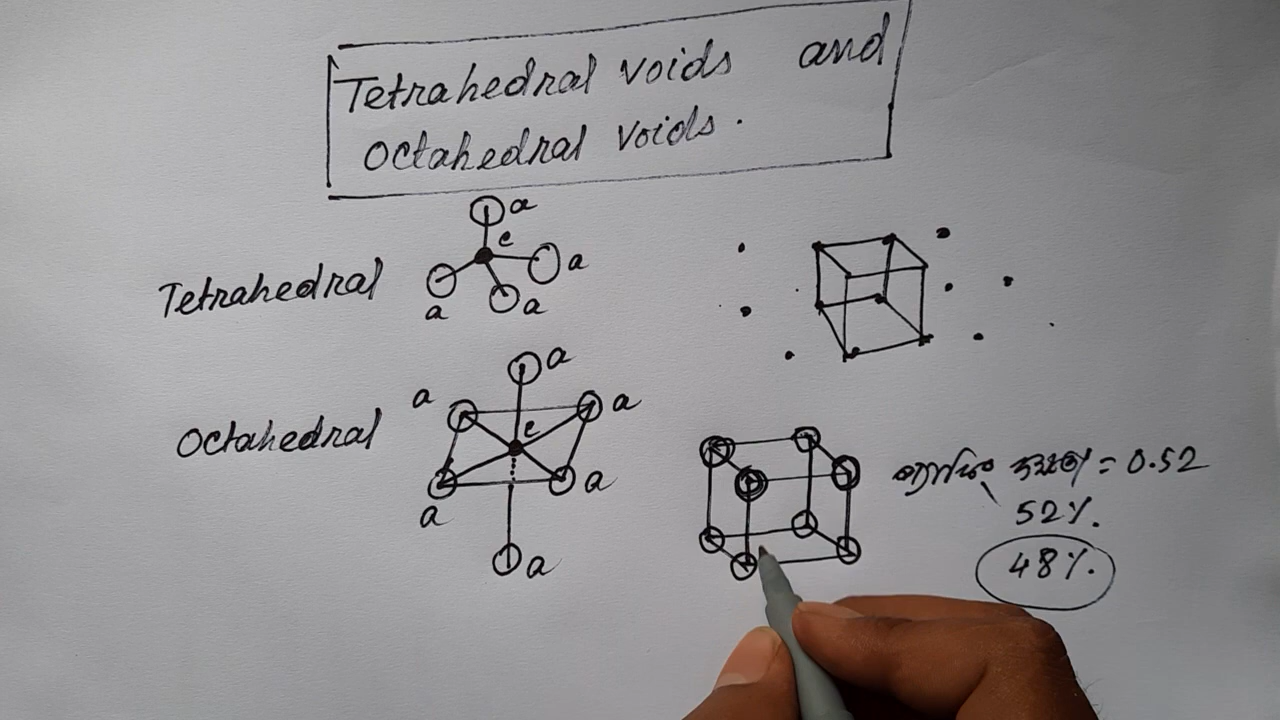 Tetrahedral voids and
Octahedral voids.
a
Tetrahedral
e
a
a
a
a
a
a
Octahedral
e
a
a
a
= 0.52
52%.
48%.